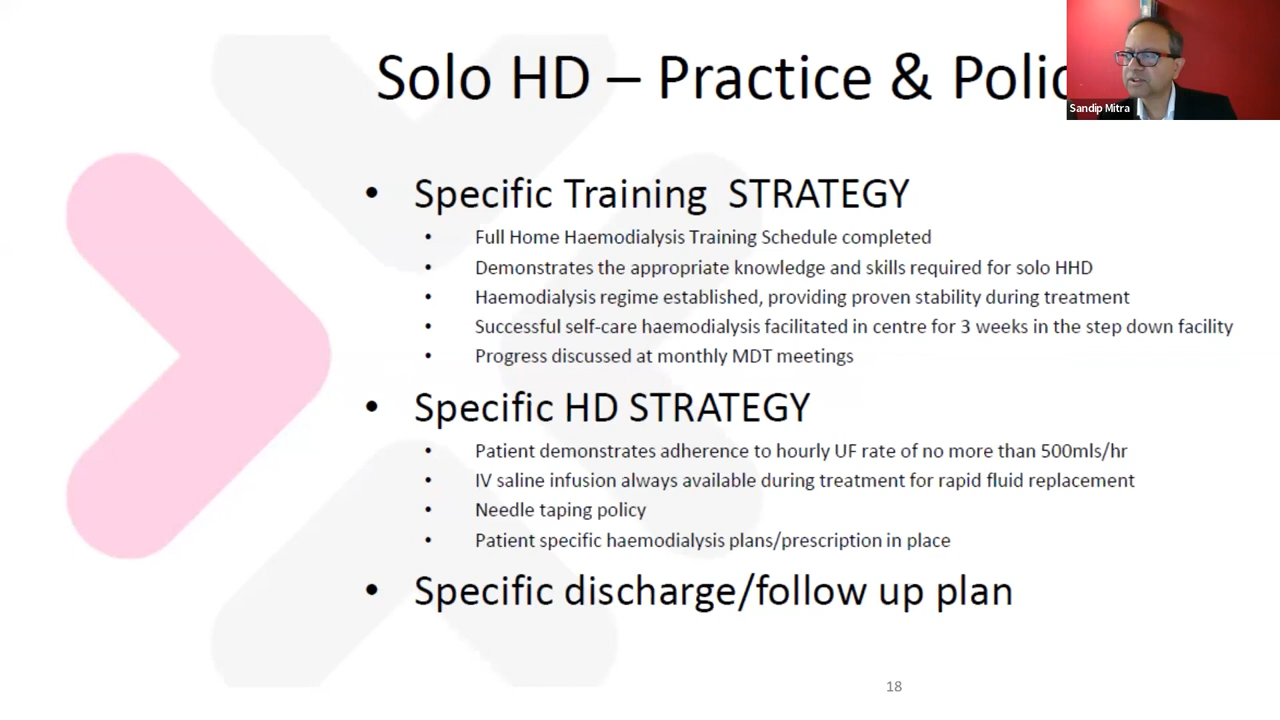 Solo HD – Practice & Polic
Sandip Mitra
• Specific Training STRATEGY
• Full Home Haemodialysis Training Schedule completed
• Demonstrates the appropriate knowledge and skills required for solo HHD
• Haemodialysis regime established, providing proven stability during treatment
• Successful self-care haemodialysis facilitated in centre for 3 weeks in the step down facility
• Progress discussed at monthly MDT meetings
• Specific HD STRATEGY
• Patient demonstrates adherence to hourly UF rate of no more than 500mls/hr
• IV saline infusion always available during treatment for rapid fluid replacement
• Needle taping policy
• Patient specific haemodialysis plans/prescription in place
• Specific discharge/follow up plan
18